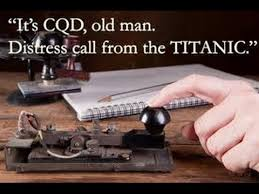 “It’s CQD, old man.
Distress call from the TITANIC.”